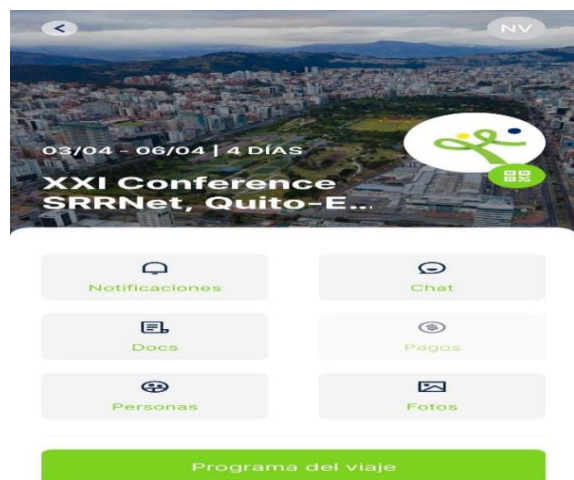 NV
03/04 - 06/04 | 4 DÍAS
XXI Conference
SRRNet, Quito-E...
Notificaciones
Chat
Docs
Pagos
Personas
Fotos
Programa del viaje